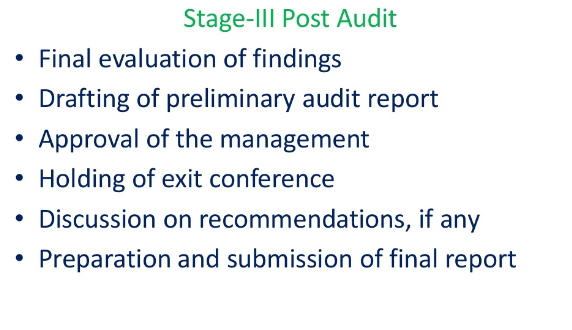 Stage-III Post Audit
• Final evaluation of findings
• Drafting of preliminary audit report
• Approval of the management
• Holding of exit conference
• Discussion on recommendations, if any
• Preparation and submission of final report